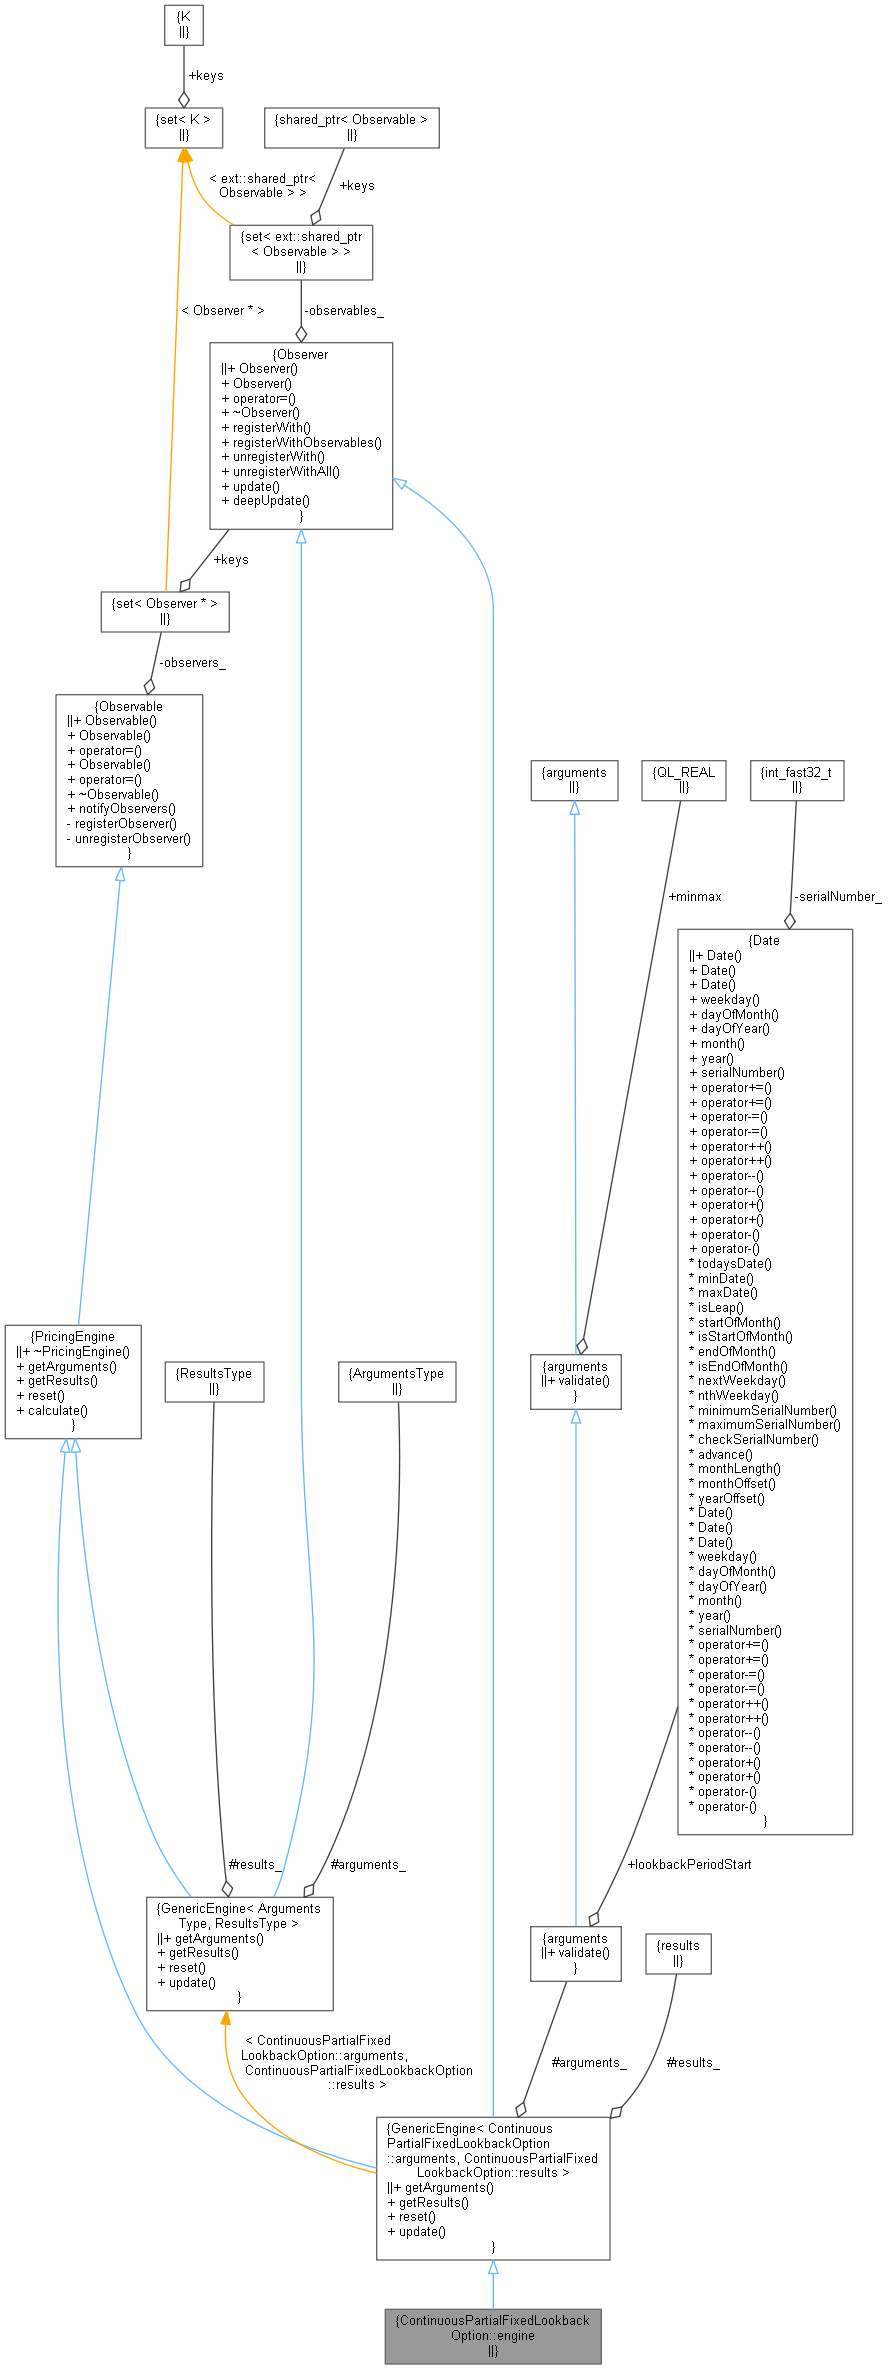 {K
||}
+keys
{set< K >
||}
{shared_ptr< Observable >
||}
< ext::shared_ptr<
Observable > >
+keys
{set< ext::shared_ptr
< Observable > >
||}
< Observer * >
-observables_
{Observer
||+ Observer()
+ Observer()
+ operator=()
+ ~Observer()
+ registerWith()
+ registerWithObservables()
+ unregisterWith()
+ unregisterWithAll()
+ update()
+ deepUpdate()
}
+keys
{set< Observer * >
||}
-observers_
{Observable
||+ Observable()
+ Observable()
+ operator=()
+ Observable()
+ operator=()
+ ~Observable()
+ notifyObservers()
- registerObserver()
- unregisterObserver()
}
{arguments
||}
{QL_REAL
||}
{int_fast32_t
||}
+minmax
-serialNumber_
{Date
||+ Date()
+ Date()
+ Date()
+ weekday()
+ dayOfMonth()
+ dayOfYear()
+ month()
+ year()
+ serialNumber()
+ operator+=()
+ operator+=()
+ operator-=()
+ operator-=()
+ operator++()
+ operator++()
+ operator--()
+ operator--()
+ operator+()
+ operator+()
+ operator-()
+ operator-()
* todaysDate()
* minDate()
* maxDate()
* isLeap()
* startOfMonth()
* isStartOfMonth()
* endOfMonth()
* isEndOfMonth()
* nextWeekday()
* nthWeekday()
* minimumSerialNumber()
* maximumSerialNumber()
* checkSerialNumber()
* advance()
* monthLength()
* monthOffset()
* yearOffset()
* Date()
* Date()
* Date()
* weekday()
* dayOfMonth()
* dayOfYear()
* month()
* year()
* serialNumber()
* operator+=()
* operator+=()
* operator-=()
* operator-=()
* operator++()
* operator++()
* operator--()
* operator--()
* operator+()
* operator+()
* operator-()
* operator-()
}
{PricingEngine
||+ ~PricingEngine()
+ getArguments()
+ getResults()
+ reset()
+ calculate()
}
{ResultsType
||}
{ArgumentsType
||}
{arguments
||+ validate()
}
#results_
#arguments_
+lookbackPeriodStart
{GenericEngine< Arguments
Type, ResultsType >
||+ getArguments()
+ getResults()
+ reset()
+ update()
}
{arguments
||+ validate()
}
{results
||}
< ContinuousPartialFixed
LookbackOption::arguments,
ContinuousPartialFixedLookbackOption
::results >
#arguments_
#results_
{GenericEngine< Continuous
PartialFixedLookbackOption
::arguments, ContinuousPartialFixed
LookbackOption::results >
||+ getArguments()
+ getResults()
+ reset()
+ update()
}
{ContinuousPartialFixedLookback
Option::engine
||}